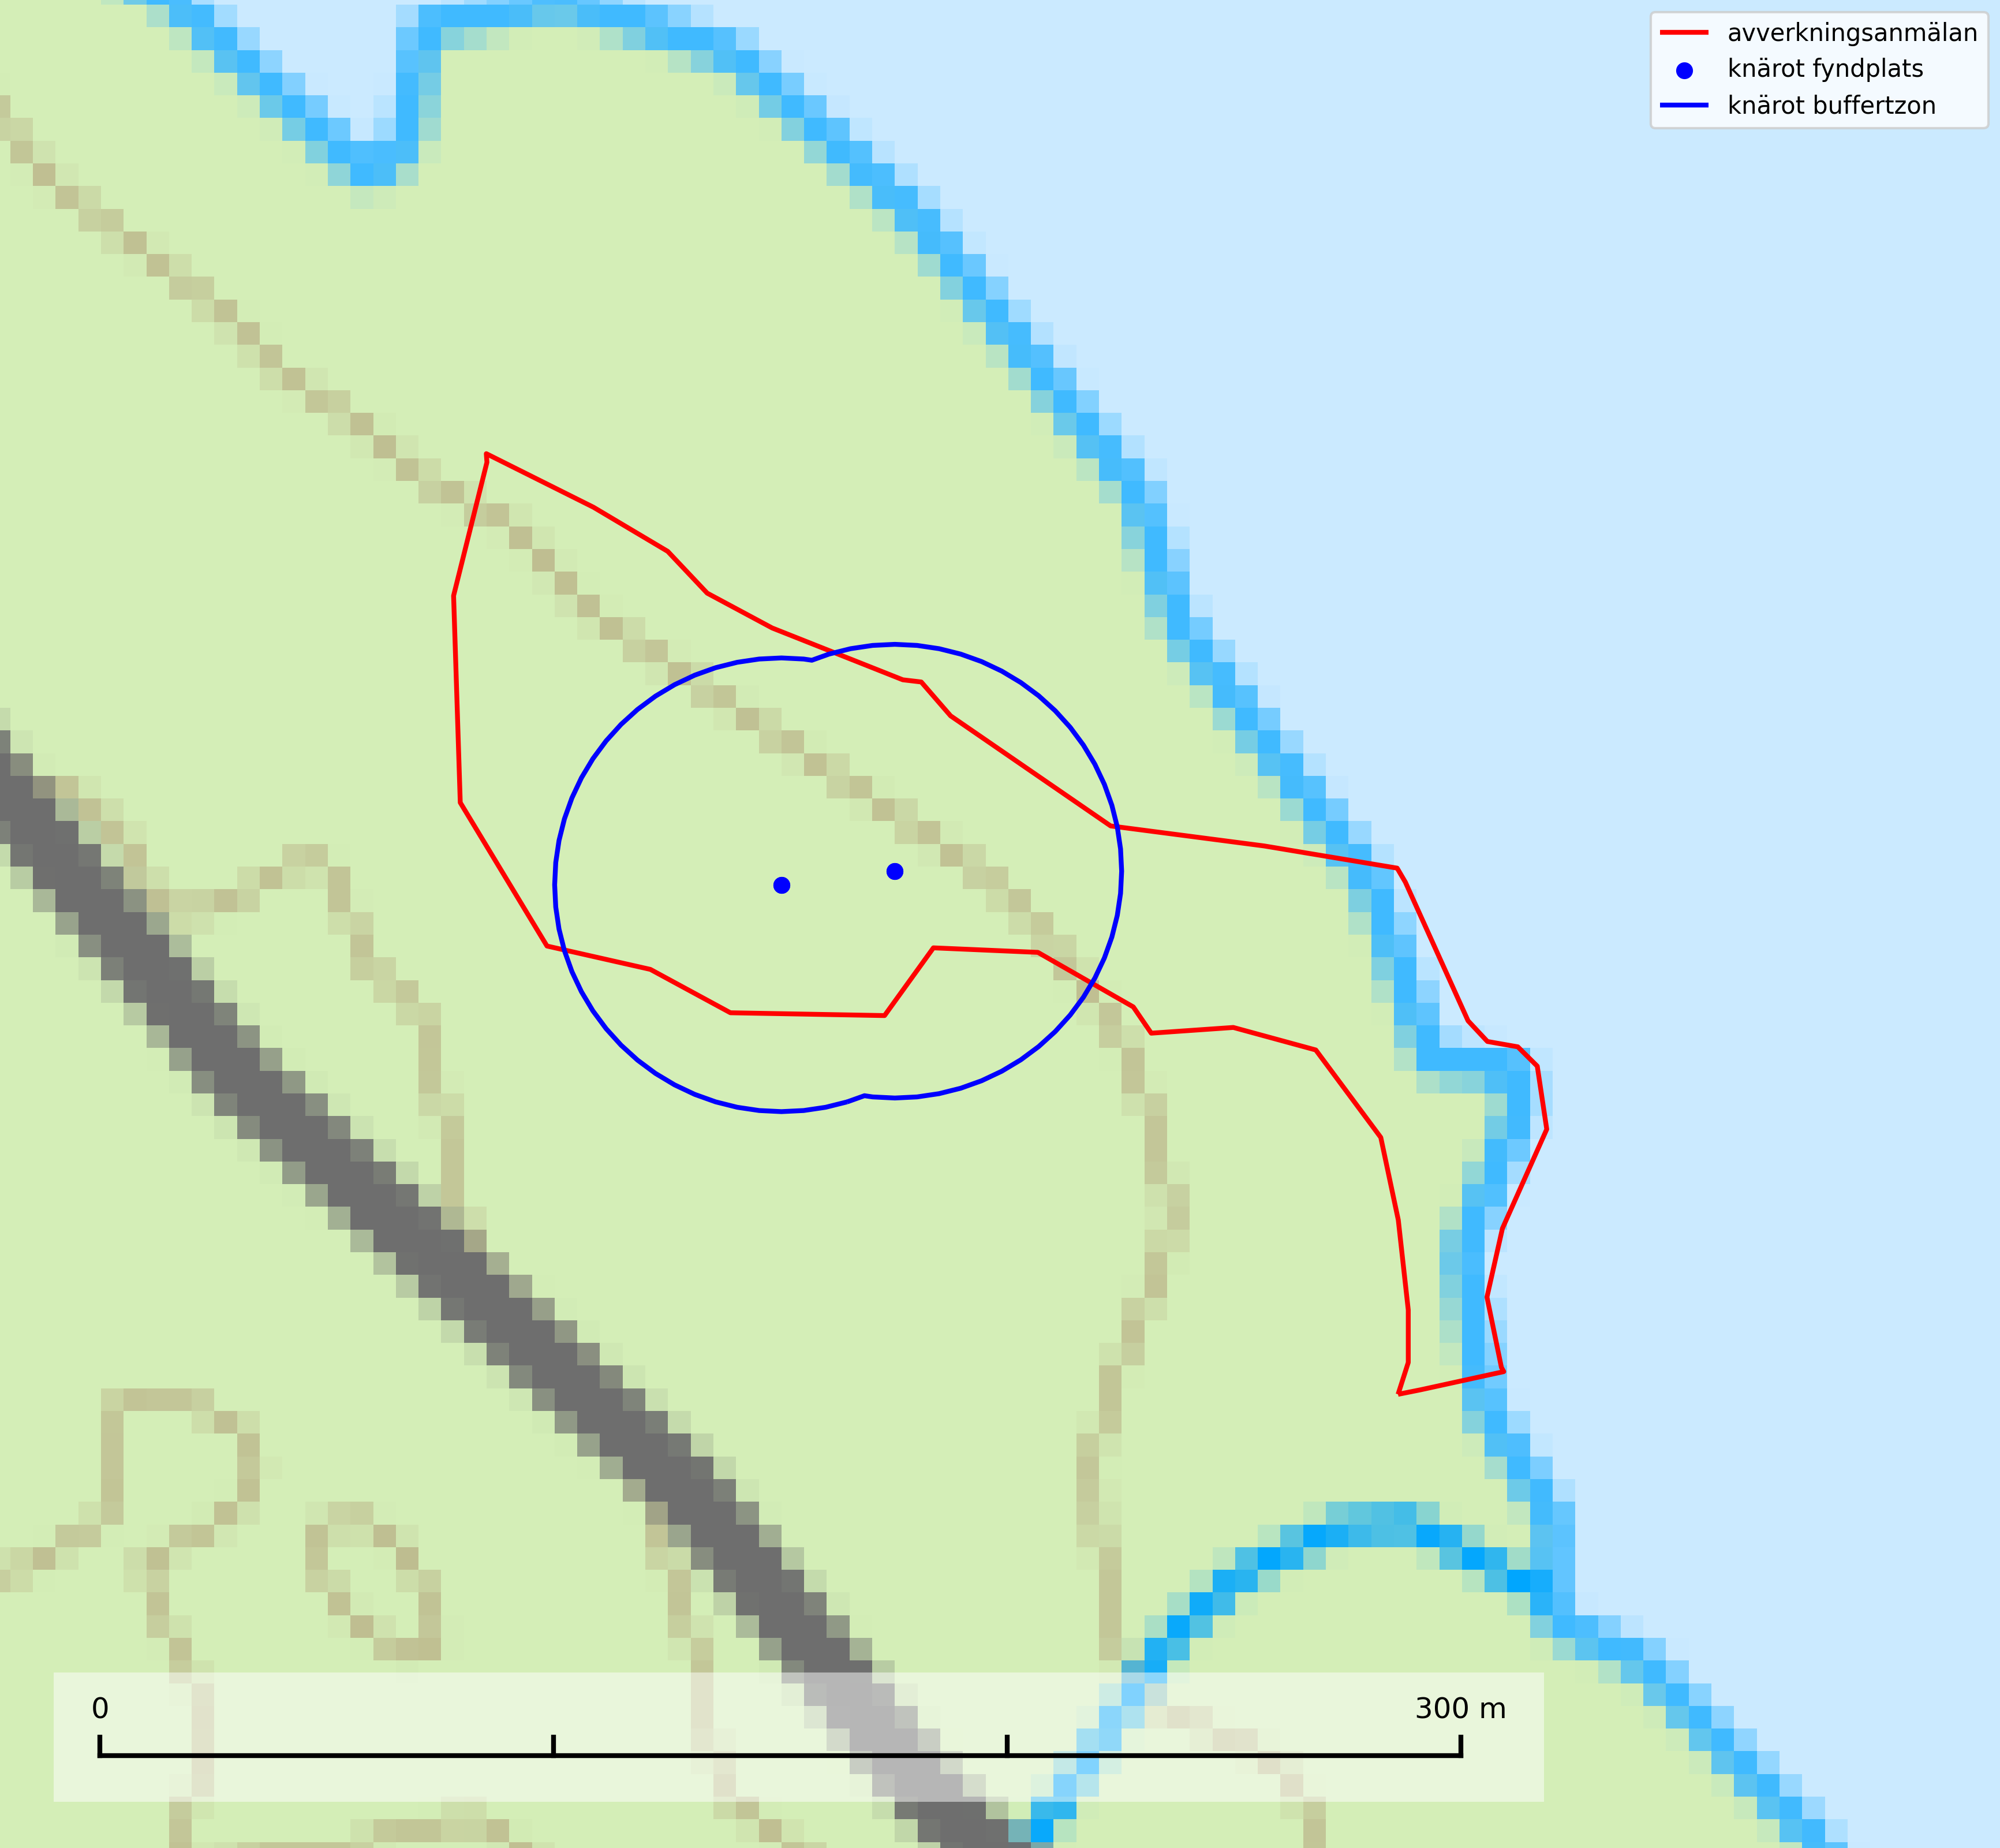 avverkningsanmälan
knärot fyndplats
knärot buffertzon
0
300 m